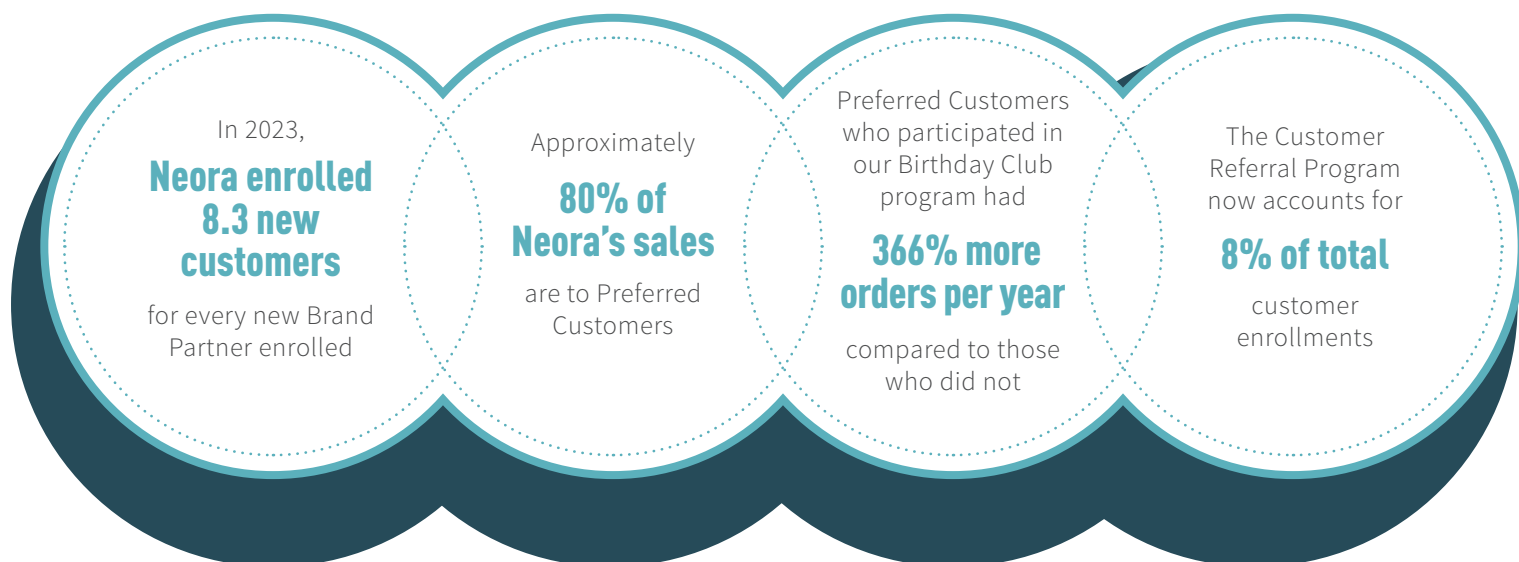 In 2023,
Neora enrolled
8.3 new
customers
for every new Brand
Partner enrolled
Approximately
80% of
Neora’s sales
are to Preferred
Customers
Preferred Customers
who participated in
our Birthday Club
program had
366% more
orders per year
compared to those
who did not
The Customer
Referral Program
now accounts for
8% of total
customer
enrollments